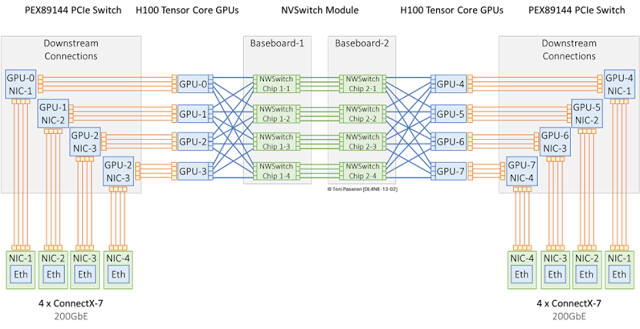 PEX89144 PCIe Switch
H100 Tensor Core GPUs
NVSwitch Module
H100 Tensor Core GPUs
PEX89144 PCIe Switch
Downstream
Connections
Baseboard-1
Baseboard-2
Downstream
Connections
GPU-0
NIC-1
GPU-0
NWSwitch
Chip 1-1
NWSwitch
Chip 2-1
GPU-4
GPU-4
NIC-1
GPU-1
NIC-2
GPU-1
NWSwitch
Chip 1-2
NWSwitch
Chip 2-2
GPU-5
GPU-5
NIC-2
GPU-2
NIC-3
GPU-2
NWSwitch
Chip 1-3
NWSwitch
Chip 2-3
GPU-6
GPU-6
NIC-3
GPU-2
NIC-3
GPU-3
NWSwitch
Chip 1-4
NWSwitch
Chip 2-4
GPU-7
GPU-7
NIC-4
© Toni Pasanen [DL4N8-13-02]
NIC-1
Eth
NIC-2
Eth
NIC-3
Eth
NIC-4
Eth
NIC-4
Eth
NIC-3
Eth
NIC-2
Eth
NIC-1
Eth
4 x ConnectX-7
200GbE
4 x ConnectX-7
200GbE